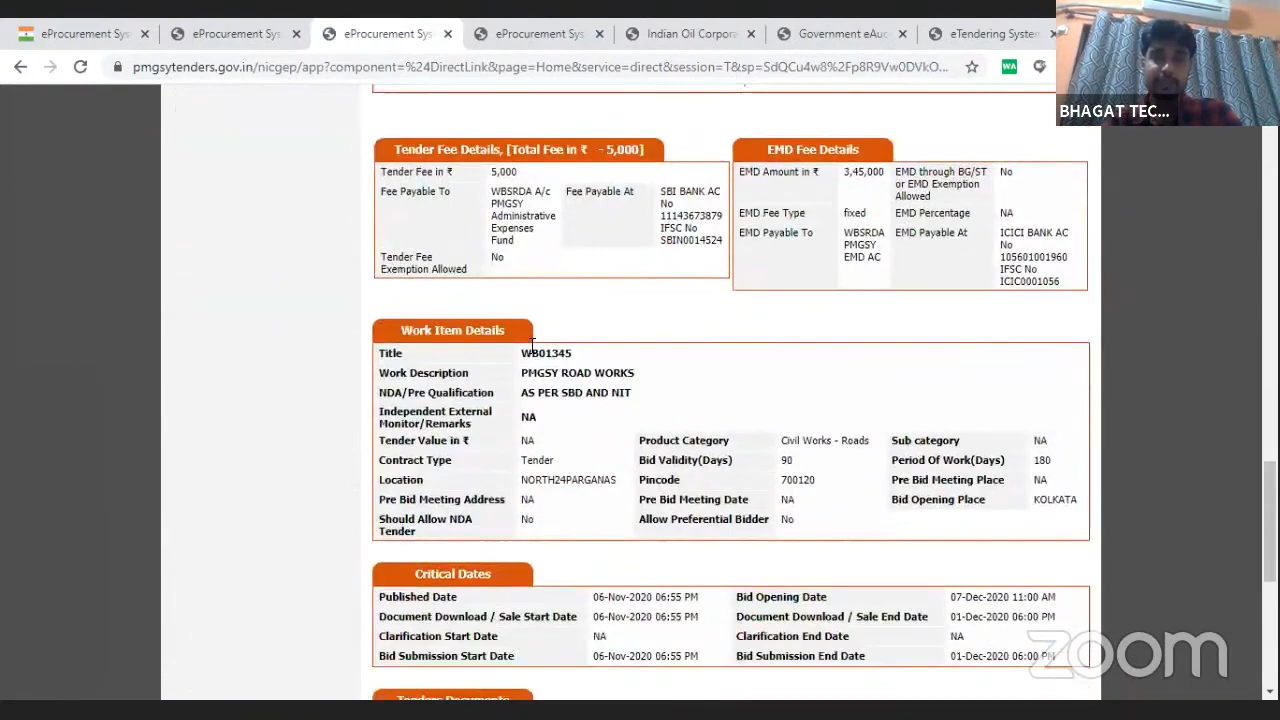 eProcurement Sys
eProcurement Sys
eProcurement Sys
eProcurement Sys
Indian Oil Corpora
Government eAuc
eTendering System
pmgsytenders.gov.in/nicgep/app?component=%24DirectLink&page=Home&service=direct&session=T&sp=SdQCu4w8%2Fp8R9Vw0DVkO...
WA
BHAGAT TEC...
Tender Fee Details, [Total Fee in ₹ - 5,000]
Tender Fee in ₹ 5,000
Fee Payable To WBSRDA A/c PMGSY Administrative Expenses Fund Fee Payable At SBI BANK AC No 11143673879 IFSC No SBIN0014524
Tender Fee Exemption Allowed No
EMD Fee Details
EMD Amount in ₹ 3,45,000 EMD through BG/ST or EMD Exemption Allowed No
EMD Fee Type fixed EMD Percentage NA
EMD Payable To WBSRDA PMGSY EMD AC EMD Payable At ICICI BANK AC No 105601001960 IFSC No ICIC0001056
Work Item Details
Title WB01345
Work Description PMGSY ROAD WORKS
NDA/Pre Qualification AS PER SBD AND NIT
Independent External Monitor/Remarks NA
Tender Value in ₹ NA Product Category Civil Works - Roads Sub category NA
Contract Type Tender Bid Validity(Days) 90 Period Of Work(Days) 180
Location NORTH24PARGANAS Pincode 700120 Pre Bid Meeting Place NA
Pre Bid Meeting Address NA Pre Bid Meeting Date NA Bid Opening Place KOLKATA
Should Allow NDA Tender No Allow Preferential Bidder No
Critical Dates
Published Date 06-Nov-2020 06:55 PM Bid Opening Date 07-Dec-2020 11:00 AM
Document Download / Sale Start Date 06-Nov-2020 06:55 PM Document Download / Sale End Date 01-Dec-2020 06:00 PM
Clarification Start Date NA Clarification End Date NA
Bid Submission Start Date 06-Nov-2020 06:55 PM Bid Submission End Date 01-Dec-2020 06:00 PM
zoom
Tenders Documents